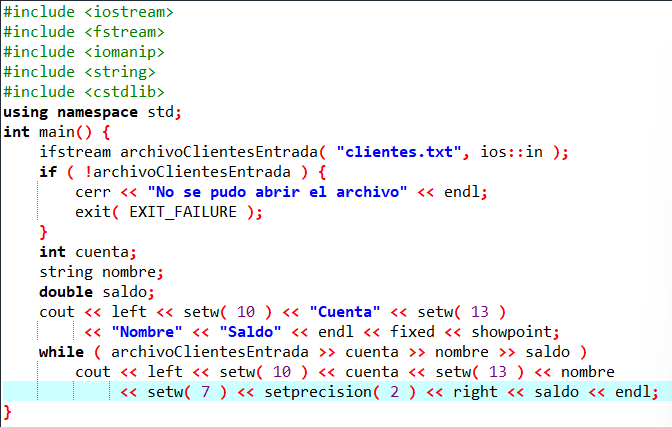 #include <iostream>
#include <fstream>
#include <iomanip>
#include <string>
#include <cstdlib>
using namespace std;
int main() {
    ifstream archivoClientesEntrada( "clientes.txt", ios::in );
    if ( !archivoClientesEntrada ) {
        cerr << "No se pudo abrir el archivo" << endl;
        exit( EXIT_FAILURE );
    }
    int cuenta;
    string nombre;
    double saldo;
    cout << left << setw( 10 ) << "Cuenta" << setw( 13 )
         << "Nombre" << "Saldo" << endl << fixed << showpoint;
    while ( archivoClientesEntrada >> cuenta >> nombre >> saldo )
        cout << left << setw( 10 ) << cuenta << setw( 13 ) << nombre
             << setw( 7 ) << setprecision( 2 ) << right << saldo << endl;
}